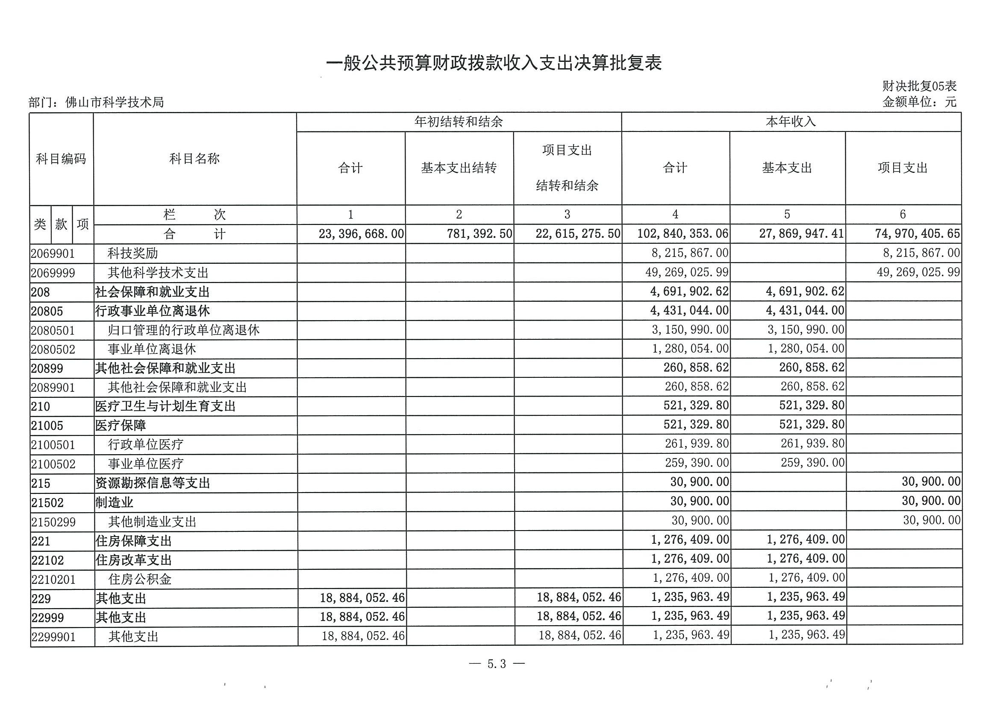 一般公共预算财政拨款收入支出决算批复表
财决批复05表
部门：佛山市科学技术局
金额单位：元
科目编码 科目名称 年初结转和结余 本年收入
合计 基本支出结转 项目支出结转和结余 合计 基本支出 项目支出
类 款 项 栏 次 1 2 3 4 5 6
合 计 23,396,668.00 781,392.50 22,615,275.50 102,840,353.06 27,869,947.41 74,970,405.65
2069901 科技奖励 8,215,867.00 8,215,867.00
2069999 其他科学技术支出 49,269,025.99 49,269,025.99
208 社会保障和就业支出 4,691,902.62 4,691,902.62
20805 行政事业单位离退休 4,431,044.00 4,431,044.00
2080501 归口管理的行政单位离退休 3,150,990.00 3,150,990.00
2080502 事业单位离退休 1,280,054.00 1,280,054.00
20899 其他社会保障和就业支出 260,858.62 260,858.62
2089901 其他社会保障和就业支出 260,858.62 260,858.62
210 医疗卫生与计划生育支出 521,329.80 521,329.80
21005 医疗保障 521,329.80 521,329.80
2100501 行政单位医疗 261,939.80 261,939.80
2100502 事业单位医疗 259,390.00 259,390.00
215 资源勘探信息等支出 30,900.00 30,900.00
21502 制造业 30,900.00 30,900.00
2150299 其他制造业支出 30,900.00 30,900.00
221 住房保障支出 1,276,409.00 1,276,409.00
22102 住房改革支出 1,276,409.00 1,276,409.00
2210201 住房公积金 1,276,409.00 1,276,409.00
229 其他支出 18,884,052.46 18,884,052.46 1,235,963.49 1,235,963.49
22999 其他支出 18,884,052.46 18,884,052.46 1,235,963.49 1,235,963.49
2299901 其他支出 18,884,052.46 18,884,052.46 1,235,963.49 1,235,963.49
— 5.3 —